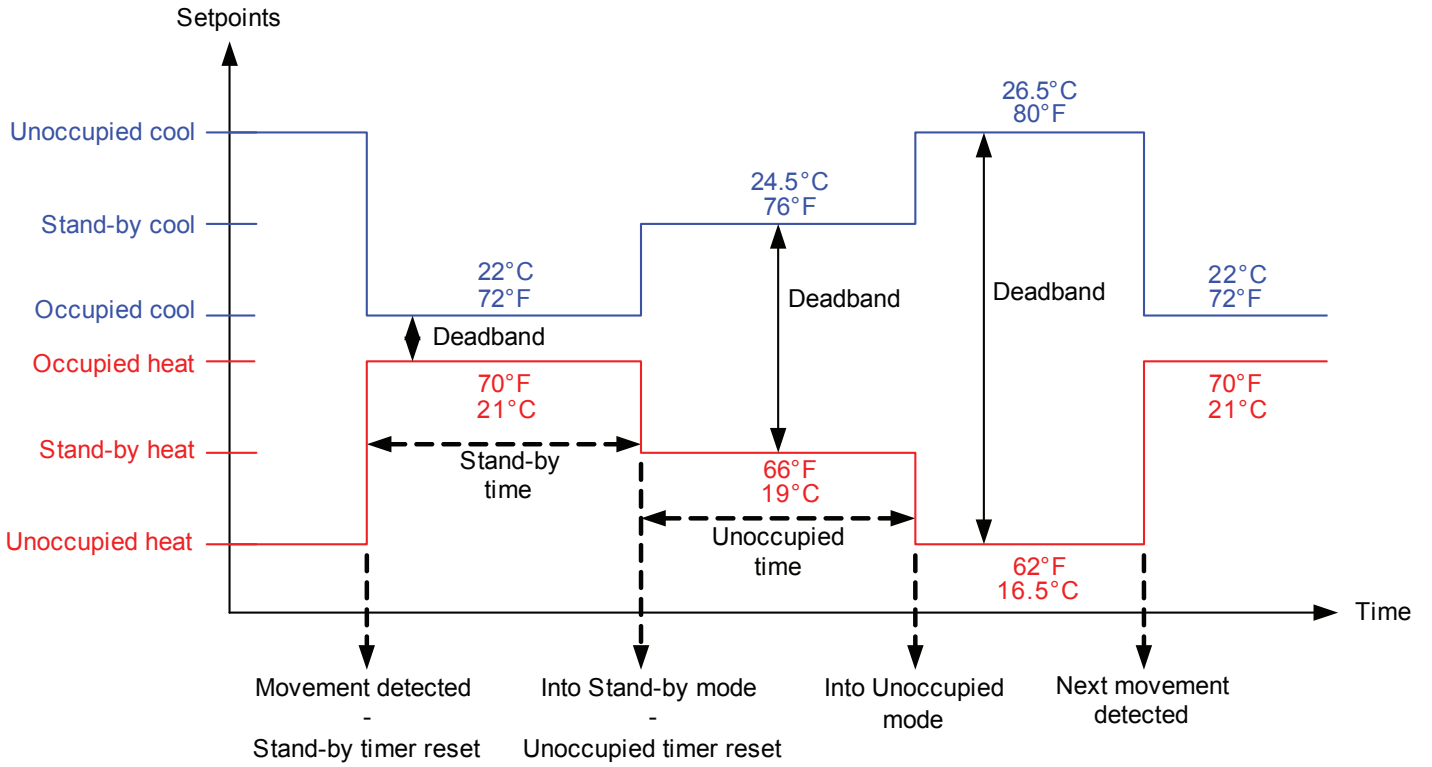 Setpoints
Unoccupied cool
Stand-by cool
Occupied cool
Occupied heat
Stand-by heat
Unoccupied heat
22°C
72°F
Deadband
70°F
21°C
Stand-by
time
24.5°C
76°F
Deadband
66°F
19°C
Unoccupied
time
26.5°C
80°F
Deadband
62°F
16.5°C
22°C
72°F
70°F
21°C
Time
Movement detected
-
Stand-by timer reset
Into Stand-by mode
-
Unoccupied timer reset
Into Unoccupied
mode
Next movement
detected